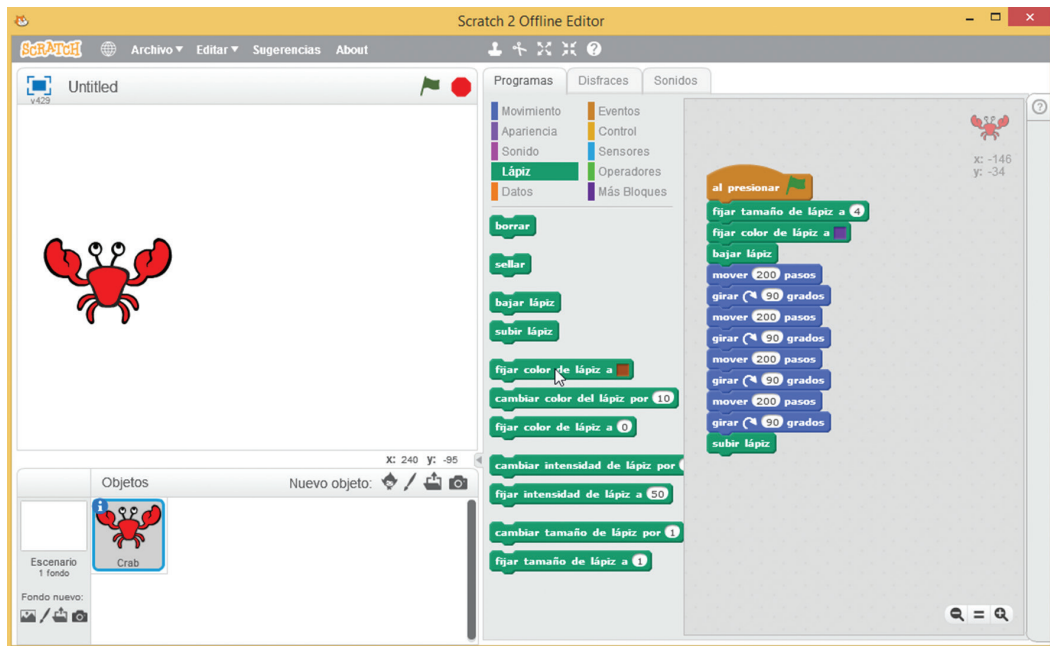 Scratch 2 Offline Editor
SCRATCH Archivo Editar Sugerencias About
v429
Untitled
Programas Disfraces Sonidos
Movimiento Eventos
Apariencia Control
Sonido Sensores
Lápiz Operadores
Datos Más Bloques
borrar
sellar
bajar lápiz
subir lápiz
fijar color de lápiz a
cambiar color del lápiz por 10
fijar color de lápiz a 0
cambiar intensidad de lápiz por
fijar intensidad de lápiz a 50
cambiar tamaño de lápiz por 1
fijar tamaño de lápiz a 1
x: -146
y: -34
al presionar
fijar tamaño de lápiz a 4
fijar color de lápiz a
bajar lápiz
mover 200 pasos
girar 90 grados
mover 200 pasos
girar 90 grados
mover 200 pasos
girar 90 grados
mover 200 pasos
girar 90 grados
subir lápiz
x: 240 y: -95
Objetos Nuevo objeto:
Escenario
1 fondo
Fondo nuevo:
Crab